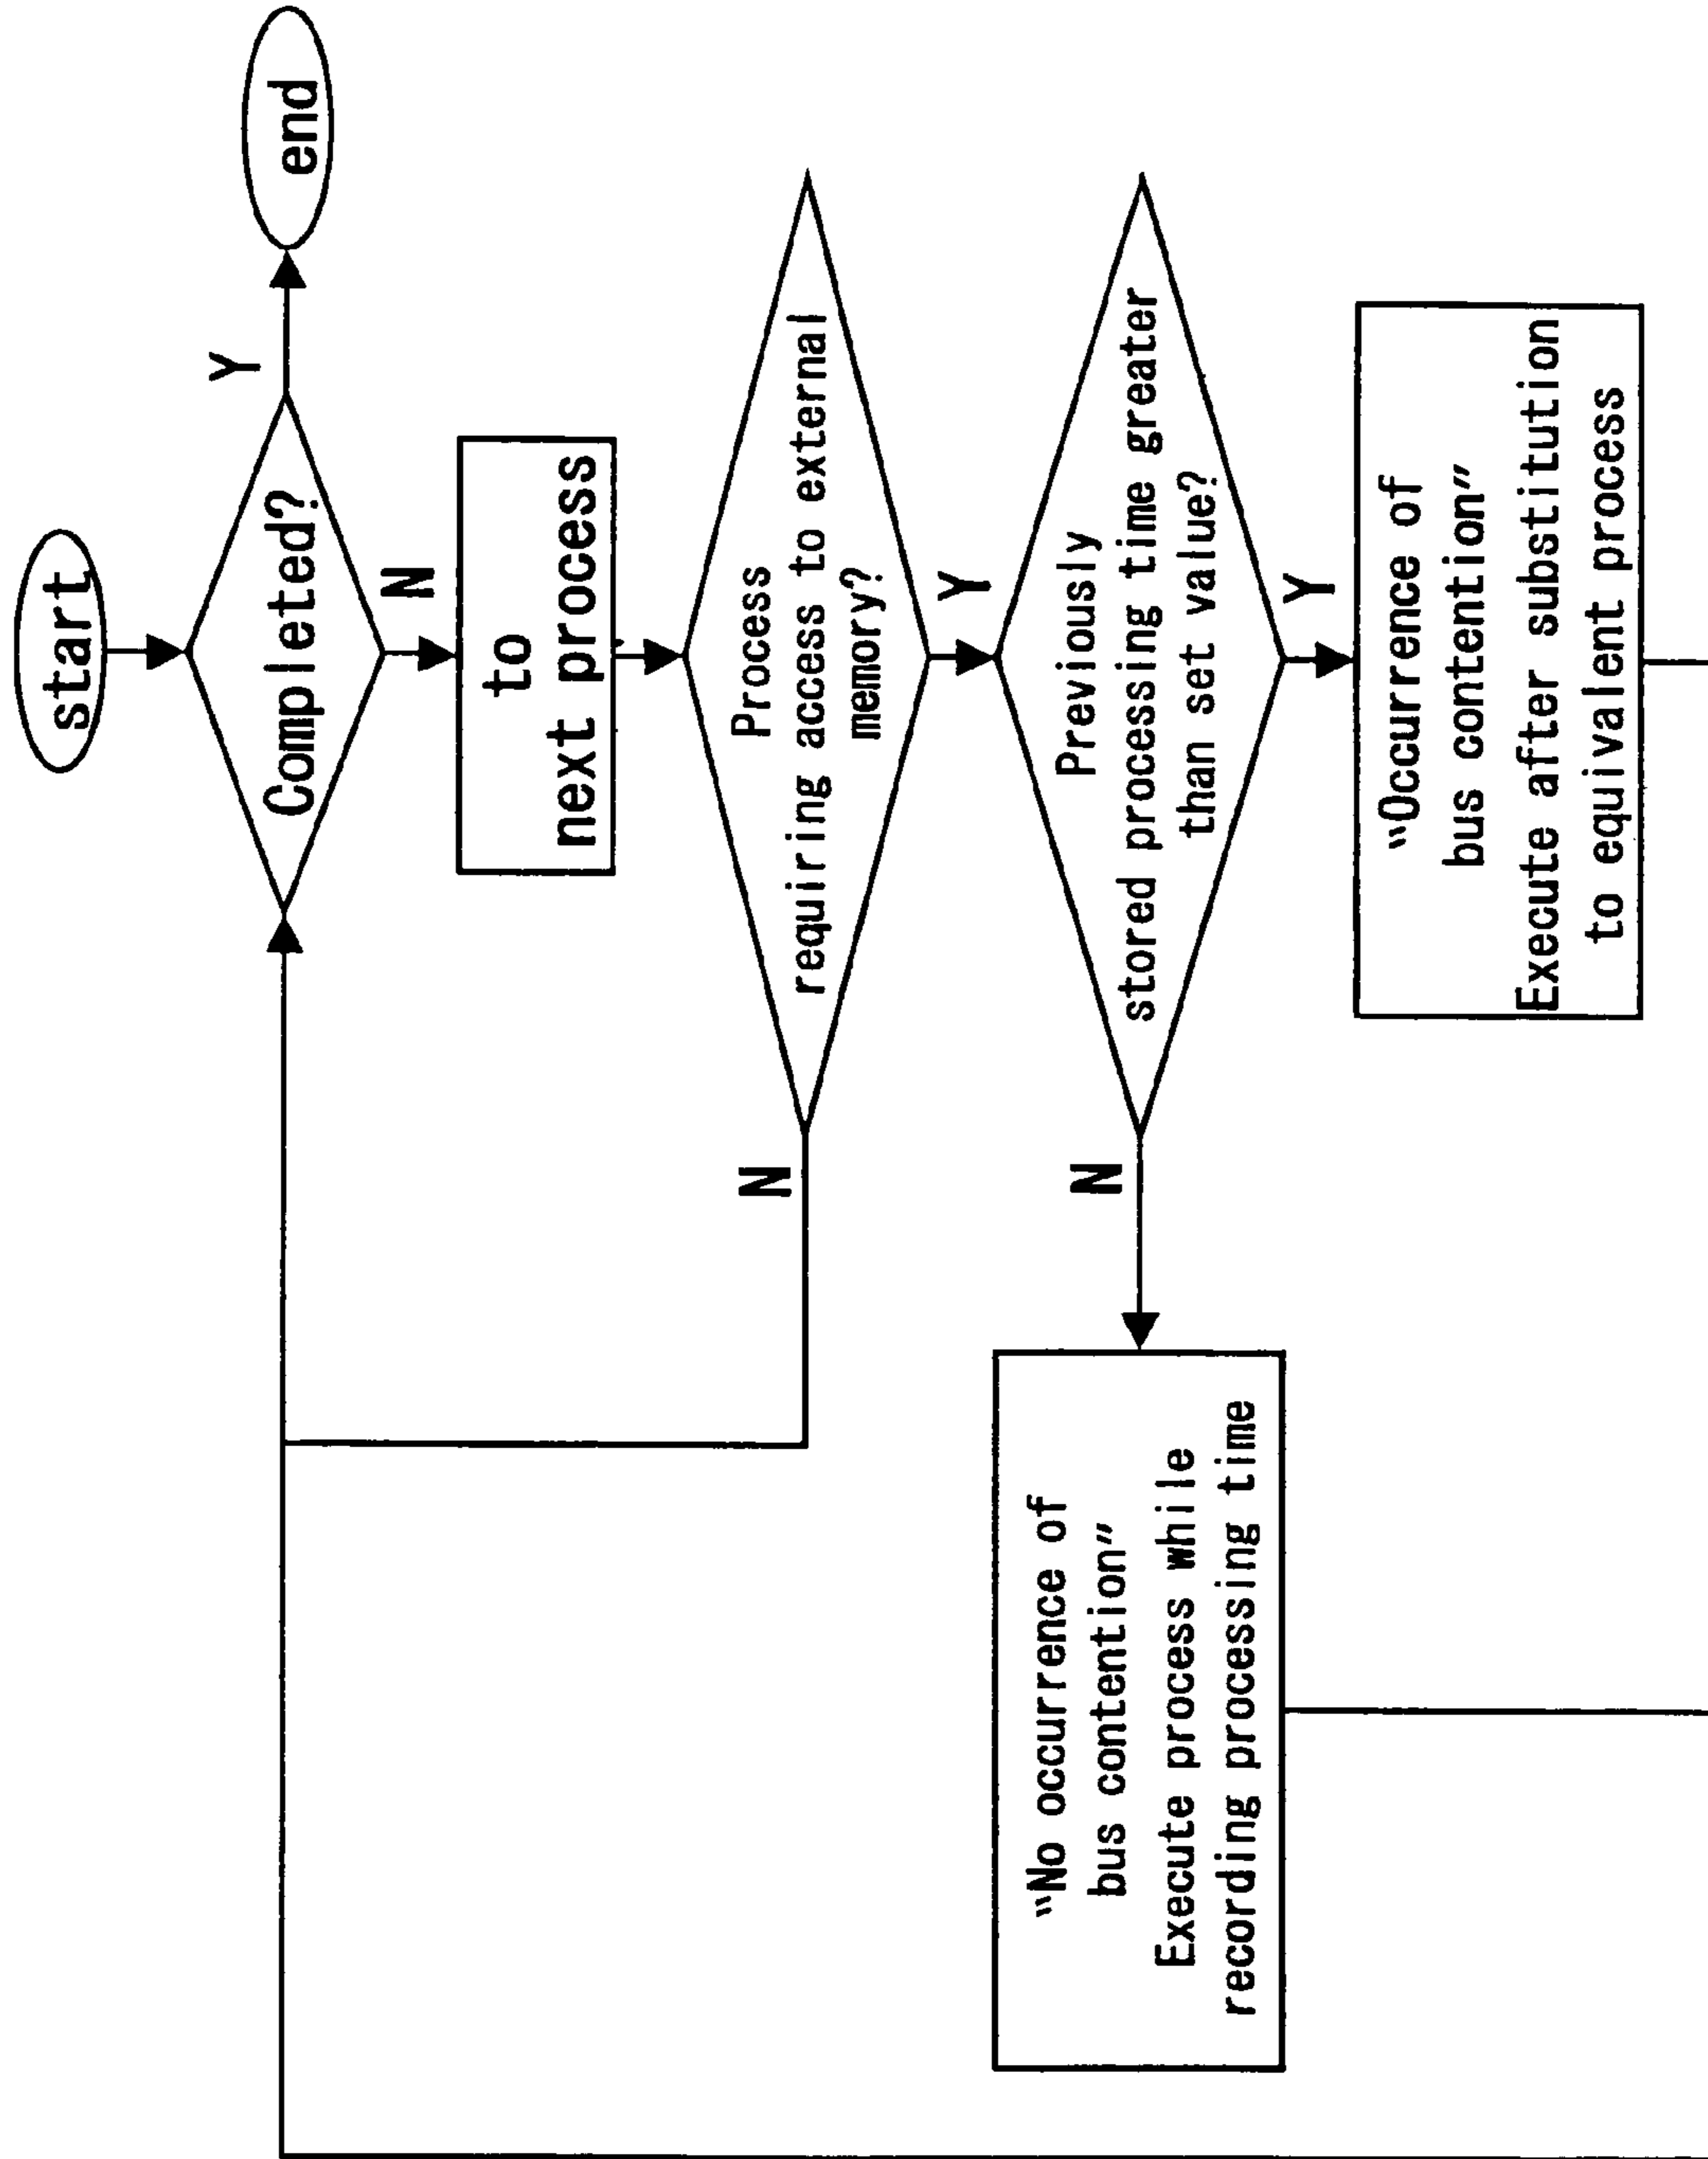 start
Completed?
Y
end
N
to
next process
Process
requiring access to external
memory?
N
Y
Previously
stored processing time greater
than set value?
N
Y
"No occurrence of
bus contention"
Execute process while
recording processing time
"Occurrence of
bus contention"
Execute after substitution
to equivalent process